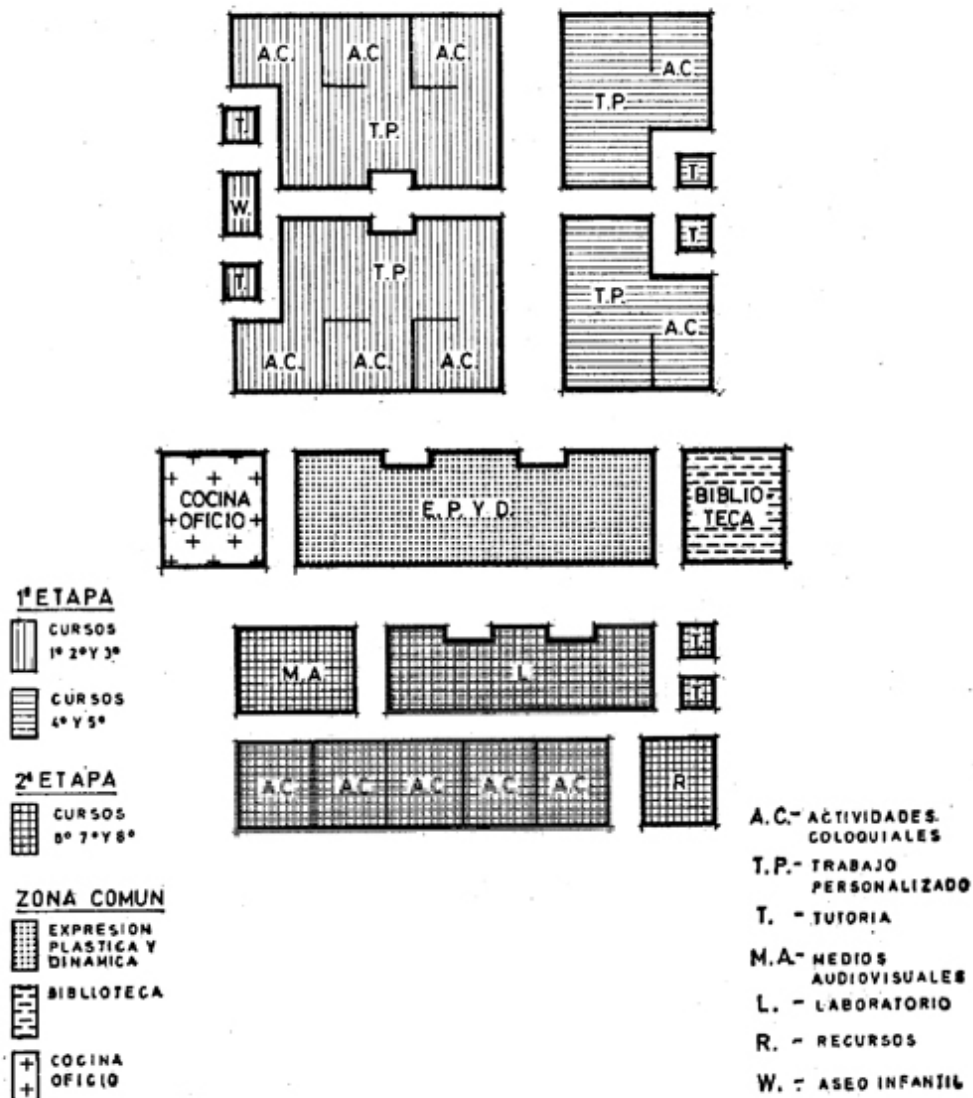 A.C. A.C. A.C.
A.C.
T.P.
T.P.
T.
T.
W.
T.
T.
T.P.
T.P.
A.C.
A.C. A.C. A.C.
COCINA
OFICIO
E.P. Y D.
BIBLIO-
TECA
M.A.
L.
T.
T.
A.C. A.C. A.C. A.C. A.C.
R.
1ª ETAPA
CURSOS
1º 2º Y 3º
CURSOS
4º Y 5º
2ª ETAPA
CURSOS
6º 7º Y 8º
ZONA COMUN
EXPRESION
PLASTICA Y
DINAMICA
BIBLIOTECA
COCINA
OFICIO
A.C.- ACTIVIDADES
COLOQUIALES
T.P.- TRABAJO
PERSONALIZADO
T. - TUTORIA
M.A.- MEDIOS
AUDIOVISUALES
L. - LABORATORIO
R. - RECURSOS
W. - ASEO INFANTIL